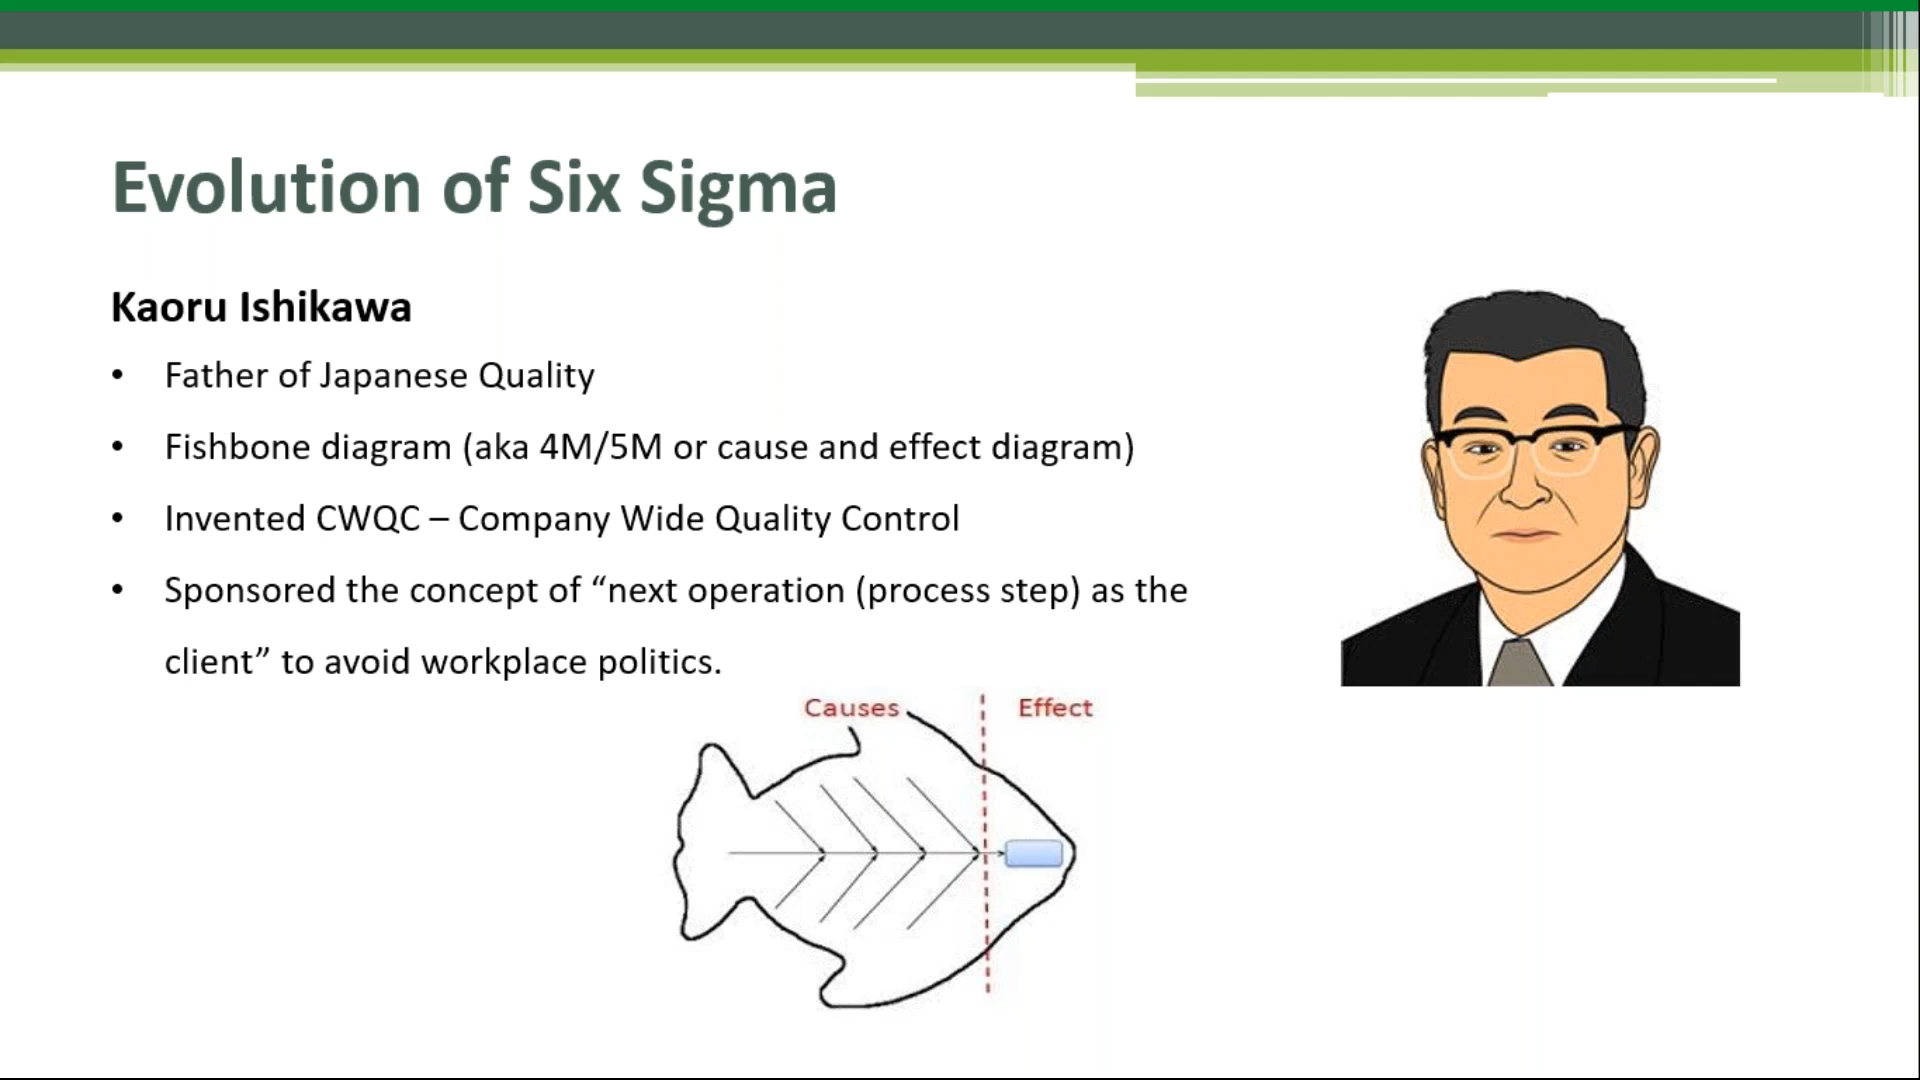 Evolution of Six Sigma
Kaoru Ishikawa
• Father of Japanese Quality
• Fishbone diagram (aka 4M/5M or cause and effect diagram)
• Invented CWQC – Company Wide Quality Control
• Sponsored the concept of “next operation (process step) as the
client” to avoid workplace politics.
Causes
Effect